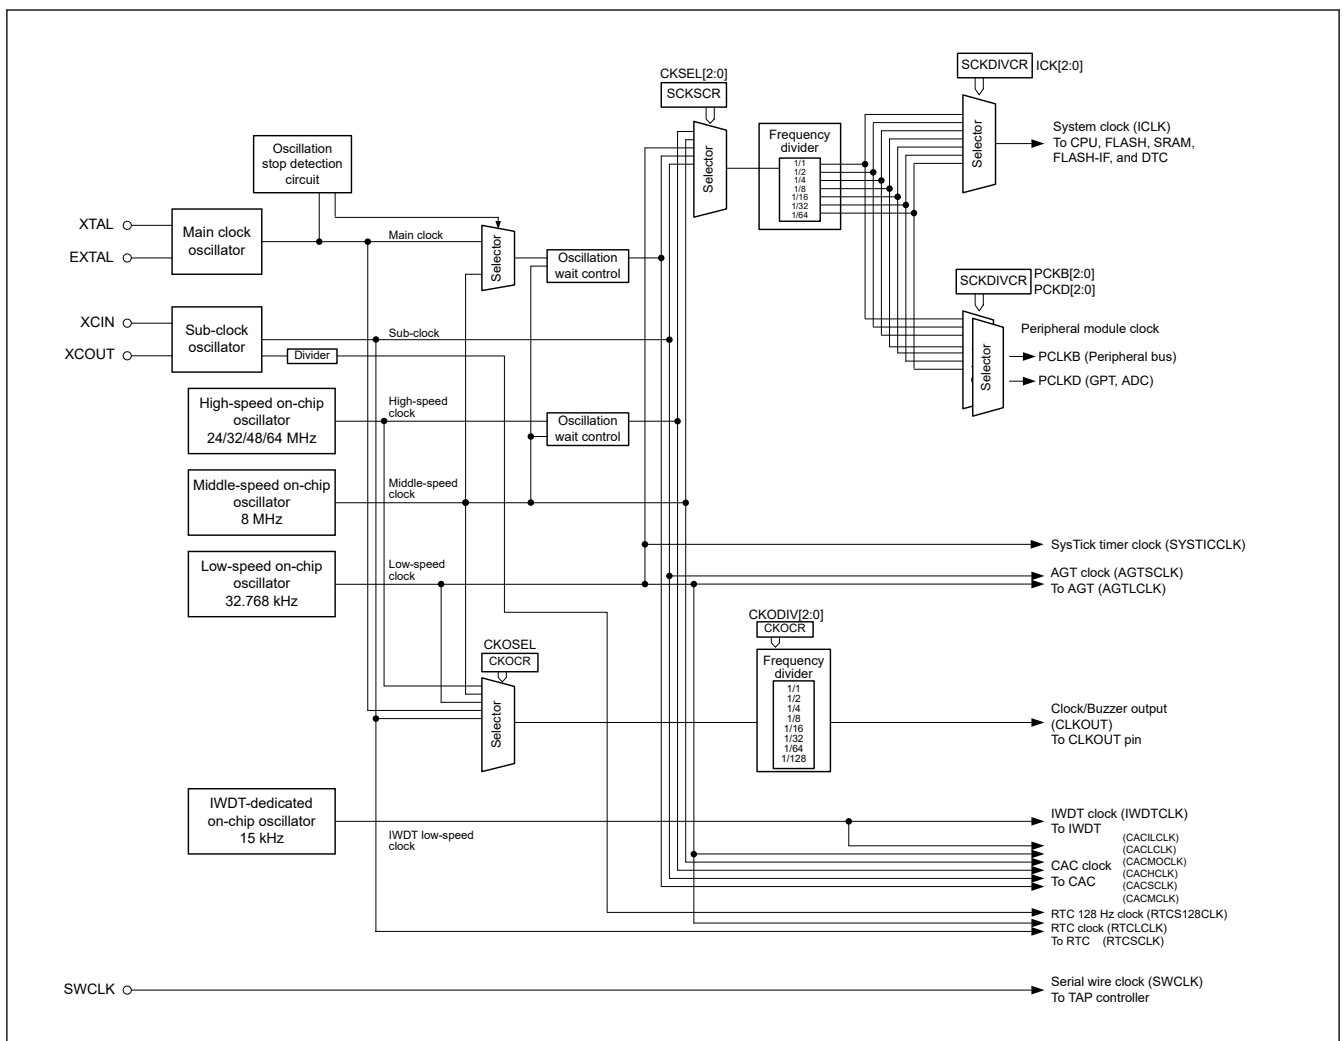 CKSEL[2:0]
SCKSCR
SCKDIVCR
ICK[2:0]
Selector
Frequency
divider
1/1
1/2
1/4
1/8
1/16
1/32
1/64
Selector
System clock (ICLK)
To CPU, FLASH, SRAM,
FLASH-IF, and DTC
Oscillation
stop detection
circuit
XTAL
EXTAL
Main clock
oscillator
Main clock
Selector
Oscillation
wait control
SCKDIVCR
PCKB[2:0]
PCKD[2:0]
XCIN
XCOUT
Sub-clock
oscillator
Sub-clock
Divider
Selector
Peripheral module clock
PCLKB (Peripheral bus)
PCLKD (GPT, ADC)
High-speed on-chip
oscillator
24/32/48/64 MHz
High-speed
clock
Oscillation
wait control
Middle-speed on-chip
oscillator
8 MHz
Middle-speed
clock
SysTick timer clock (SYSTICCLK)
Low-speed on-chip
oscillator
32.768 kHz
Low-speed
clock
AGT clock (AGTSCLK)
To AGT (AGTLCLK)
CKOSEL
CKOCR
Selector
CKODIV[2:0]
CKOCR
Frequency
divider
1/1
1/2
1/4
1/8
1/16
1/32
1/64
1/128
Clock/Buzzer output
(CLKOUT)
To CLKOUT pin
IWDT-dedicated
on-chip oscillator
15 kHz
IWDT low-speed
clock
IWDT clock (IWDTCLK)
To IWDT
CAC clock
To CAC
(CACILCLK)
(CACLCLK)
(CACMOCLK)
(CACHCLK)
(CACSCLK)
(CACMCLK)
RTC 128 Hz clock (RTCS128CLK)
RTC clock (RTCLCLK)
To RTC (RTCSCLK)
SWCLK
Serial wire clock (SWCLK)
To TAP controller